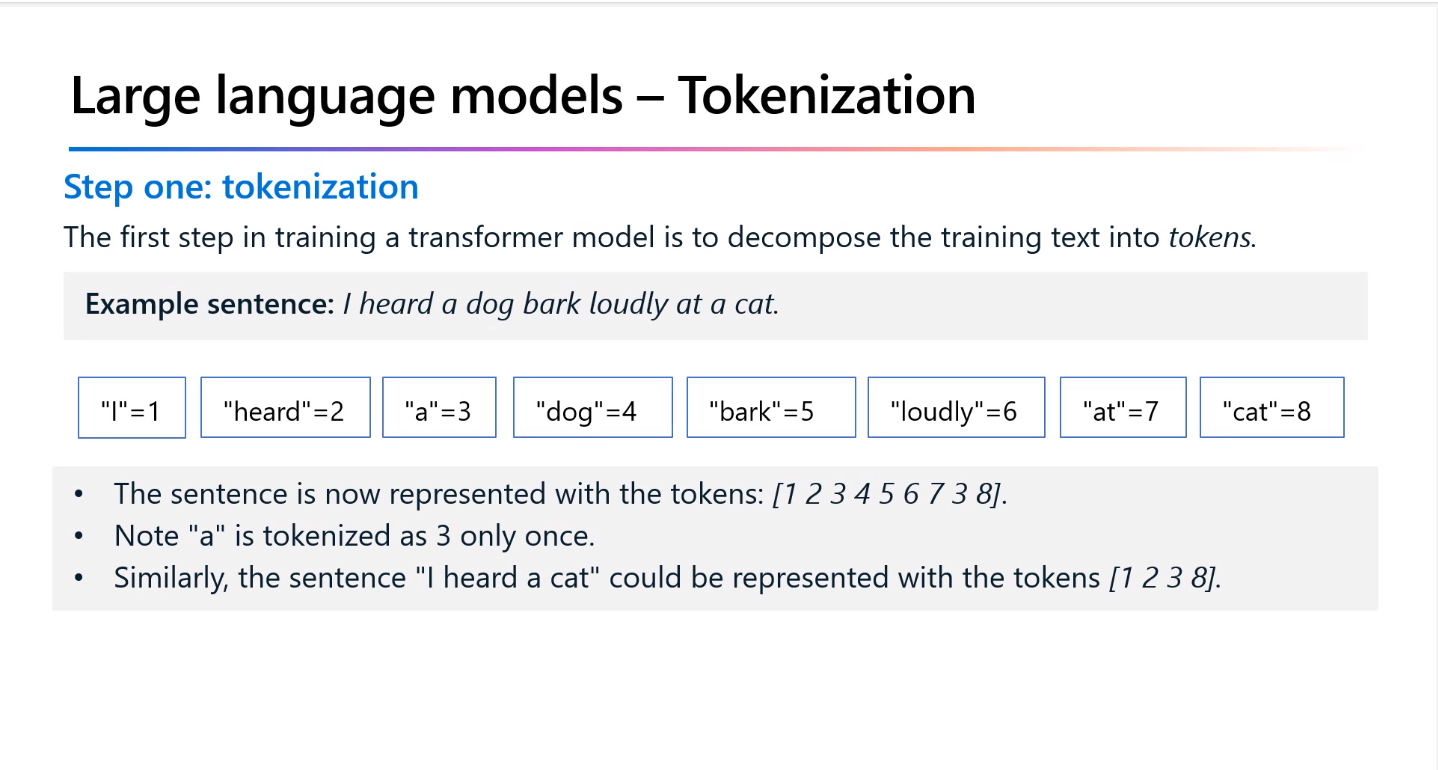 Large language models – Tokenization
Step one: tokenization
The first step in training a transformer model is to decompose the training text into tokens.
Example sentence: I heard a dog bark loudly at a cat.
"I"=1 "heard"=2 "a"=3 "dog"=4 "bark"=5 "loudly"=6 "at"=7 "cat"=8
• The sentence is now represented with the tokens: [1 2 3 4 5 6 7 3 8].
• Note "a" is tokenized as 3 only once.
• Similarly, the sentence "I heard a cat" could be represented with the tokens [1 2 3 8].